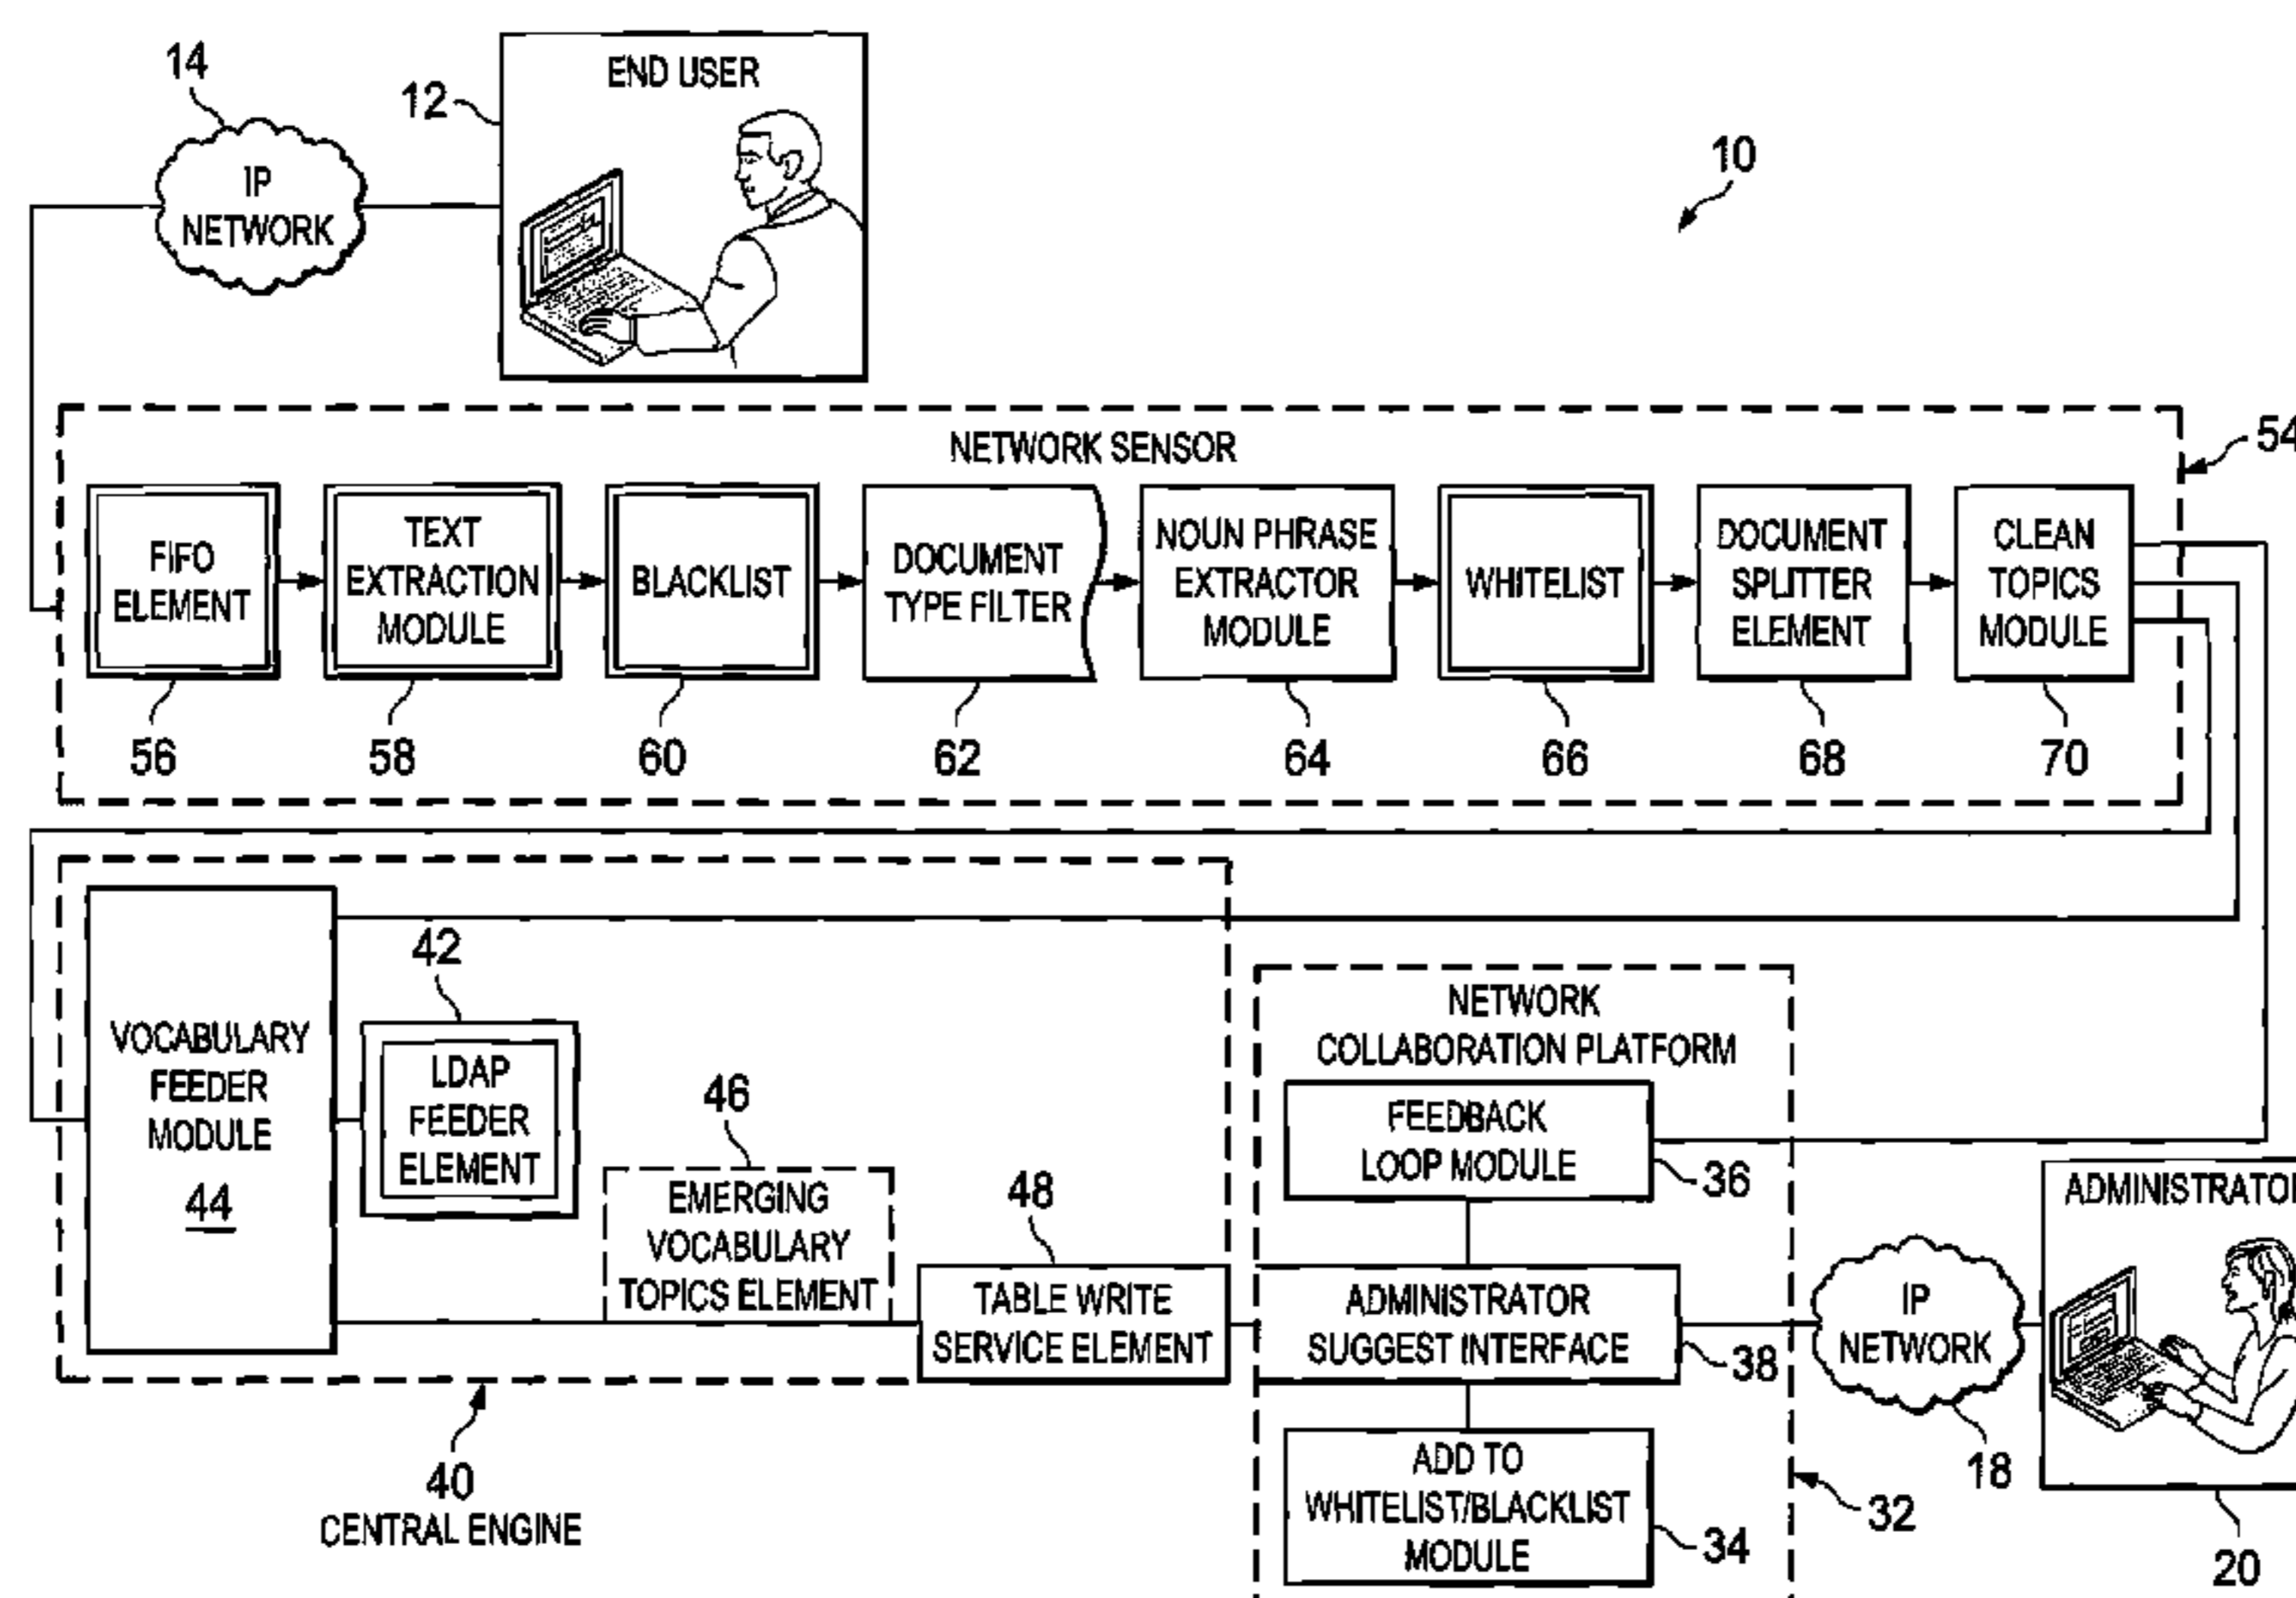 14
12
END USER
IP
NETWORK
10
NETWORK SENSOR
54
FIFO
ELEMENT
TEXT
EXTRACTION
MODULE
BLACKLIST
DOCUMENT
TYPE FILTER
NOUN PHRASE
EXTRACTOR
MODULE
WHITELIST
DOCUMENT
SPLITTER
ELEMENT
CLEAN
TOPICS
MODULE
56
58
60
62
64
66
68
70
VOCABULARY
FEEDER
MODULE
44
42
LDAP
FEEDER
ELEMENT
46
EMERGING
VOCABULARY
TOPICS ELEMENT
48
TABLE WRITE
SERVICE ELEMENT
40
CENTRAL ENGINE
NETWORK
COLLABORATION PLATFORM
FEEDBACK
LOOP MODULE
36
ADMINISTRATOR
SUGGEST INTERFACE
38
ADD TO
WHITELIST/BLACKLIST
MODULE
34
32
IP
NETWORK
18
ADMINISTRATOR
20